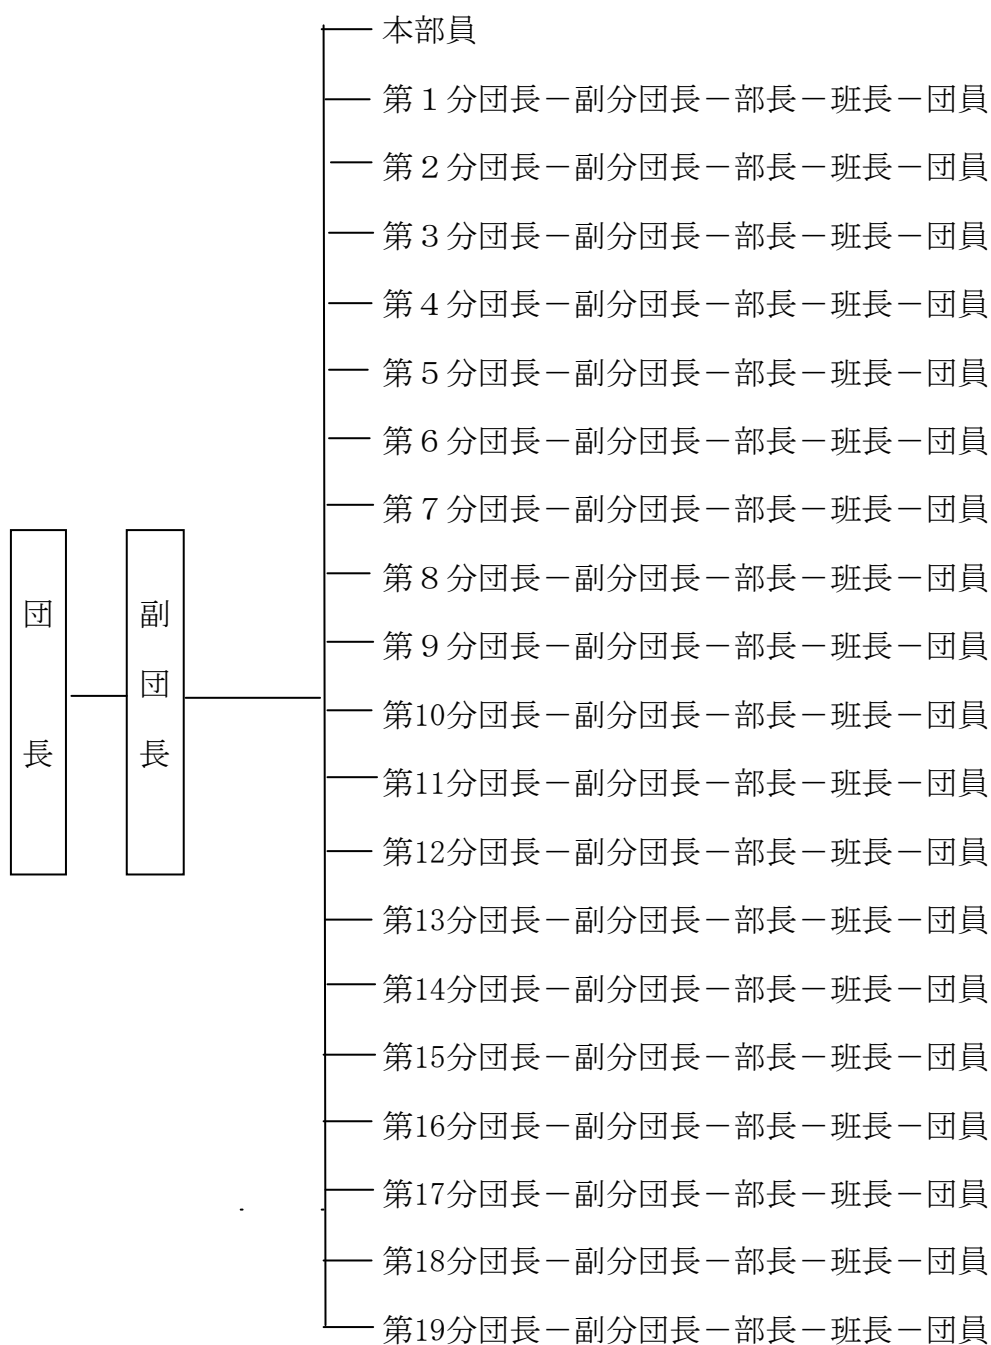 団長
副団長
本部員
第１分団長－副分団長－部長－班長－団員
第２分団長－副分団長－部長－班長－団員
第３分団長－副分団長－部長－班長－団員
第４分団長－副分団長－部長－班長－団員
第５分団長－副分団長－部長－班長－団員
第６分団長－副分団長－部長－班長－団員
第７分団長－副分団長－部長－班長－団員
第８分団長－副分団長－部長－班長－団員
第９分団長－副分団長－部長－班長－団員
第10分団長－副分団長－部長－班長－団員
第11分団長－副分団長－部長－班長－団員
第12分団長－副分団長－部長－班長－団員
第13分団長－副分団長－部長－班長－団員
第14分団長－副分団長－部長－班長－団員
第15分団長－副分団長－部長－班長－団員
第16分団長－副分団長－部長－班長－団員
第17分団長－副分団長－部長－班長－団員
第18分団長－副分団長－部長－班長－団員
第19分団長－副分団長－部長－班長－団員